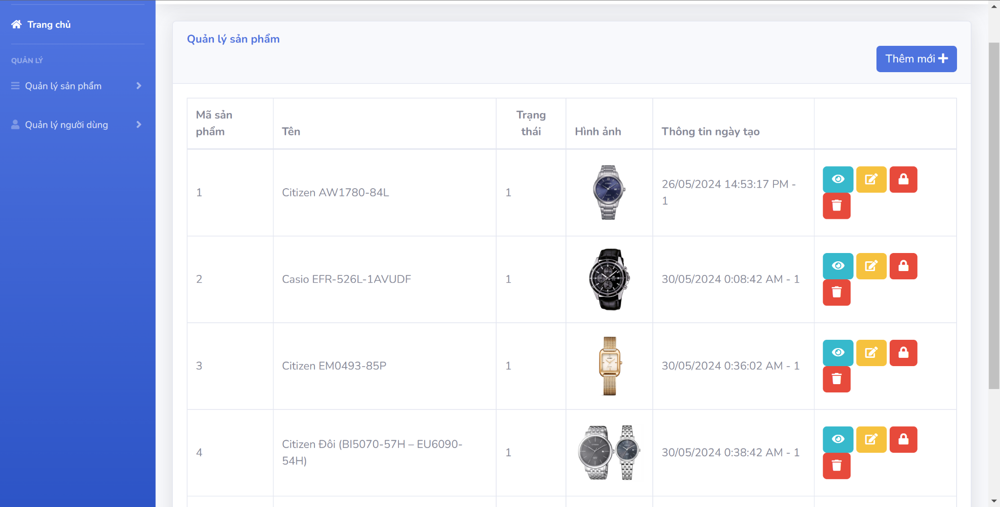 Trang chủ
QUẢN LÝ
Quản lý sản phẩm
Quản lý người dùng
Quản lý sản phẩm
Thêm mới
Mã sản
phẩm
Tên
Trạng
thái
Hình ảnh
Thông tin ngày tạo
1
Citizen AW1780-84L
1
26/05/2024 14:53:17 PM -
1
2
Casio EFR-526L-1AVUDF
1
30/05/2024 0:08:42 AM - 1
3
Citizen EM0493-85P
1
30/05/2024 0:36:02 AM - 1
4
Citizen Đôi (BI5070-57H – EU6090-
54H)
1
30/05/2024 0:38:42 AM - 1